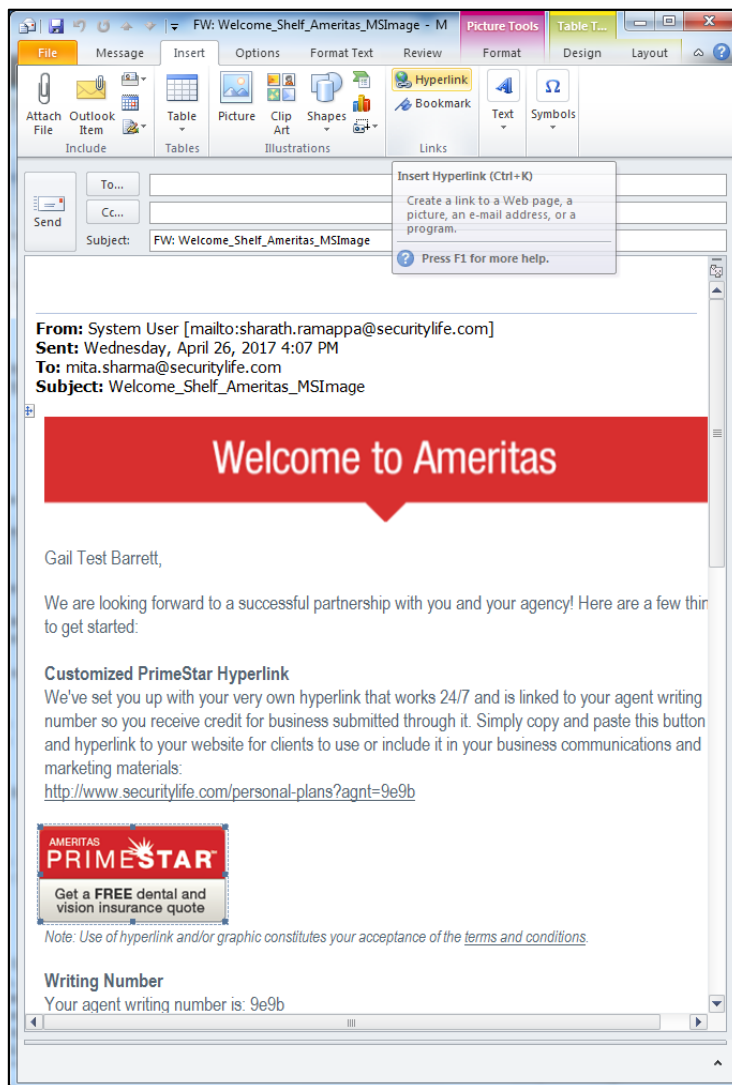 FW: Welcome_Shelf_Ameritas_MSImage - M
Picture Tools
Table T...
File
Message
Insert
Options
Format Text
Review
Format
Design
Layout
Attach File
Outlook Item
Include
Table
Tables
Picture
Clip Art
Shapes
Illustrations
Hyperlink
Bookmark
Links
Text
Symbols
Insert Hyperlink (Ctrl+K)
Create a link to a Web page, a
picture, an e-mail address, or a
program.
Press F1 for more help.
Send
To...
Cc...
Subject:
FW: Welcome_Shelf_Ameritas_MSImage
From: System User [mailto:sharath.ramappa@securitylife.com]
Sent: Wednesday, April 26, 2017 4:07 PM
To: mita.sharma@securitylife.com
Subject: Welcome_Shelf_Ameritas_MSImage
Welcome to Ameritas
Gail Test Barrett,
We are looking forward to a successful partnership with you and your agency! Here are a few thin
to get started:
Customized PrimeStar Hyperlink
We've set you up with your very own hyperlink that works 24/7 and is linked to your agent writing
number so you receive credit for business submitted through it. Simply copy and paste this button
and hyperlink to your website for clients to use or include it in your business communications and
marketing materials:
http://www.securitylife.com/personal-plans?agnt=9e9b
AMERITAS
PRIMESTAR™
Get a FREE dental and
vision insurance quote
Note: Use of hyperlink and/or graphic constitutes your acceptance of the terms and conditions.
Writing Number
Your agent writing number is: 9e9b